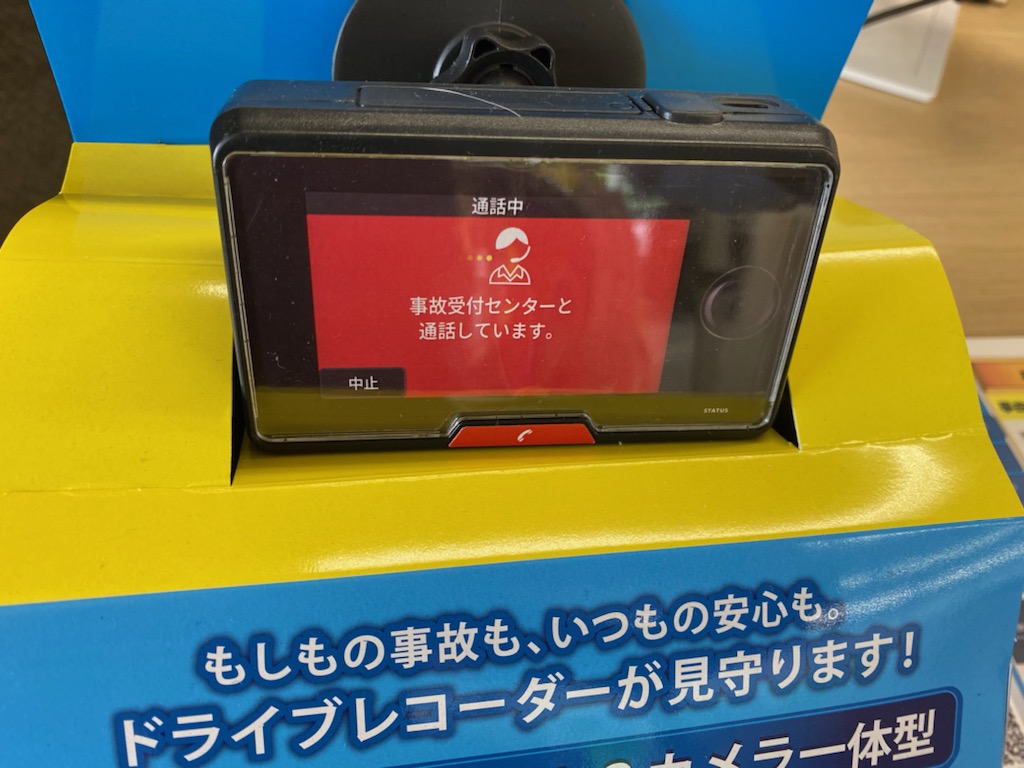 通話中
事故受付センターと
通話しています。
中止
STATUS
もしもの事故も、いつもの安心も。
ドライブレコーダーが見守ります!
カメラ一体型